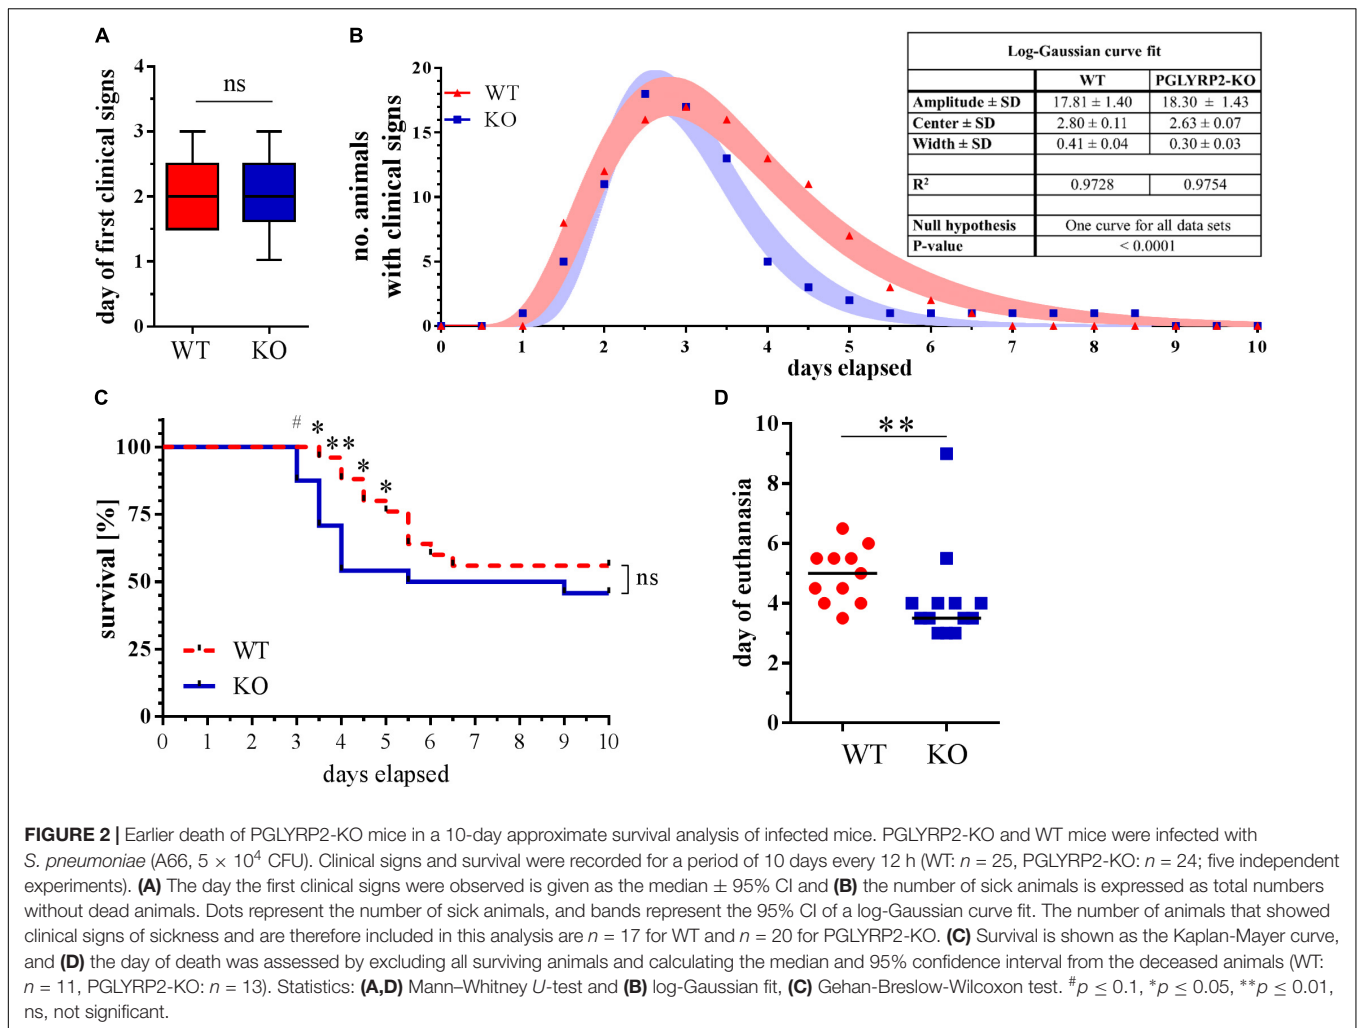 A
day of first clinical signs
4
3
2
1
0
ns
WT KO
B
no. animals
with clinical signs
20
15
10
5
0
WT
KO
0 1 2 3 4 5 6 7 8 9 10
days elapsed
Log-Gaussian curve fit
WT PGLYRP2-KO
Amplitude ± SD 17.81 ± 1.40 18.30 ± 1.43
Center ± SD 2.80 ± 0.11 2.63 ± 0.07
Width ± SD 0.41 ± 0.04 0.30 ± 0.03
R² 0.9728 0.9754
Null hypothesis One curve for all data sets
P-value < 0.0001
C
survival [%]
100
75
50
25
0
# * ** * *
ns
WT
KO
0 1 2 3 4 5 6 7 8 9 10
days elapsed
D
day of euthanasia
10
8
6
4
2
0
**
WT KO
FIGURE 2 | Earlier death of PGLYRP2-KO mice in a 10-day approximate survival analysis of infected mice. PGLYRP2-KO and WT mice were infected with
S. pneumoniae (A66, 5 × 10⁴ CFU). Clinical signs and survival were recorded for a period of 10 days every 12 h (WT: n = 25, PGLYRP2-KO: n = 24; five independent
experiments). (A) The day the first clinical signs were observed is given as the median ± 95% CI and (B) the number of sick animals is expressed as total numbers
without dead animals. Dots represent the number of sick animals, and bands represent the 95% CI of a log-Gaussian curve fit. The number of animals that showed
clinical signs of sickness and are therefore included in this analysis are n = 17 for WT and n = 20 for PGLYRP2-KO. (C) Survival is shown as the Kaplan-Mayer curve,
and (D) the day of death was assessed by excluding all surviving animals and calculating the median and 95% confidence interval from the deceased animals (WT:
n = 11, PGLYRP2-KO: n = 13). Statistics: (A,D) Mann–Whitney U-test and (B) log-Gaussian fit, (C) Gehan-Breslow-Wilcoxon test. #p ≤ 0.1, *p ≤ 0.05, **p ≤ 0.01,
ns, not significant.